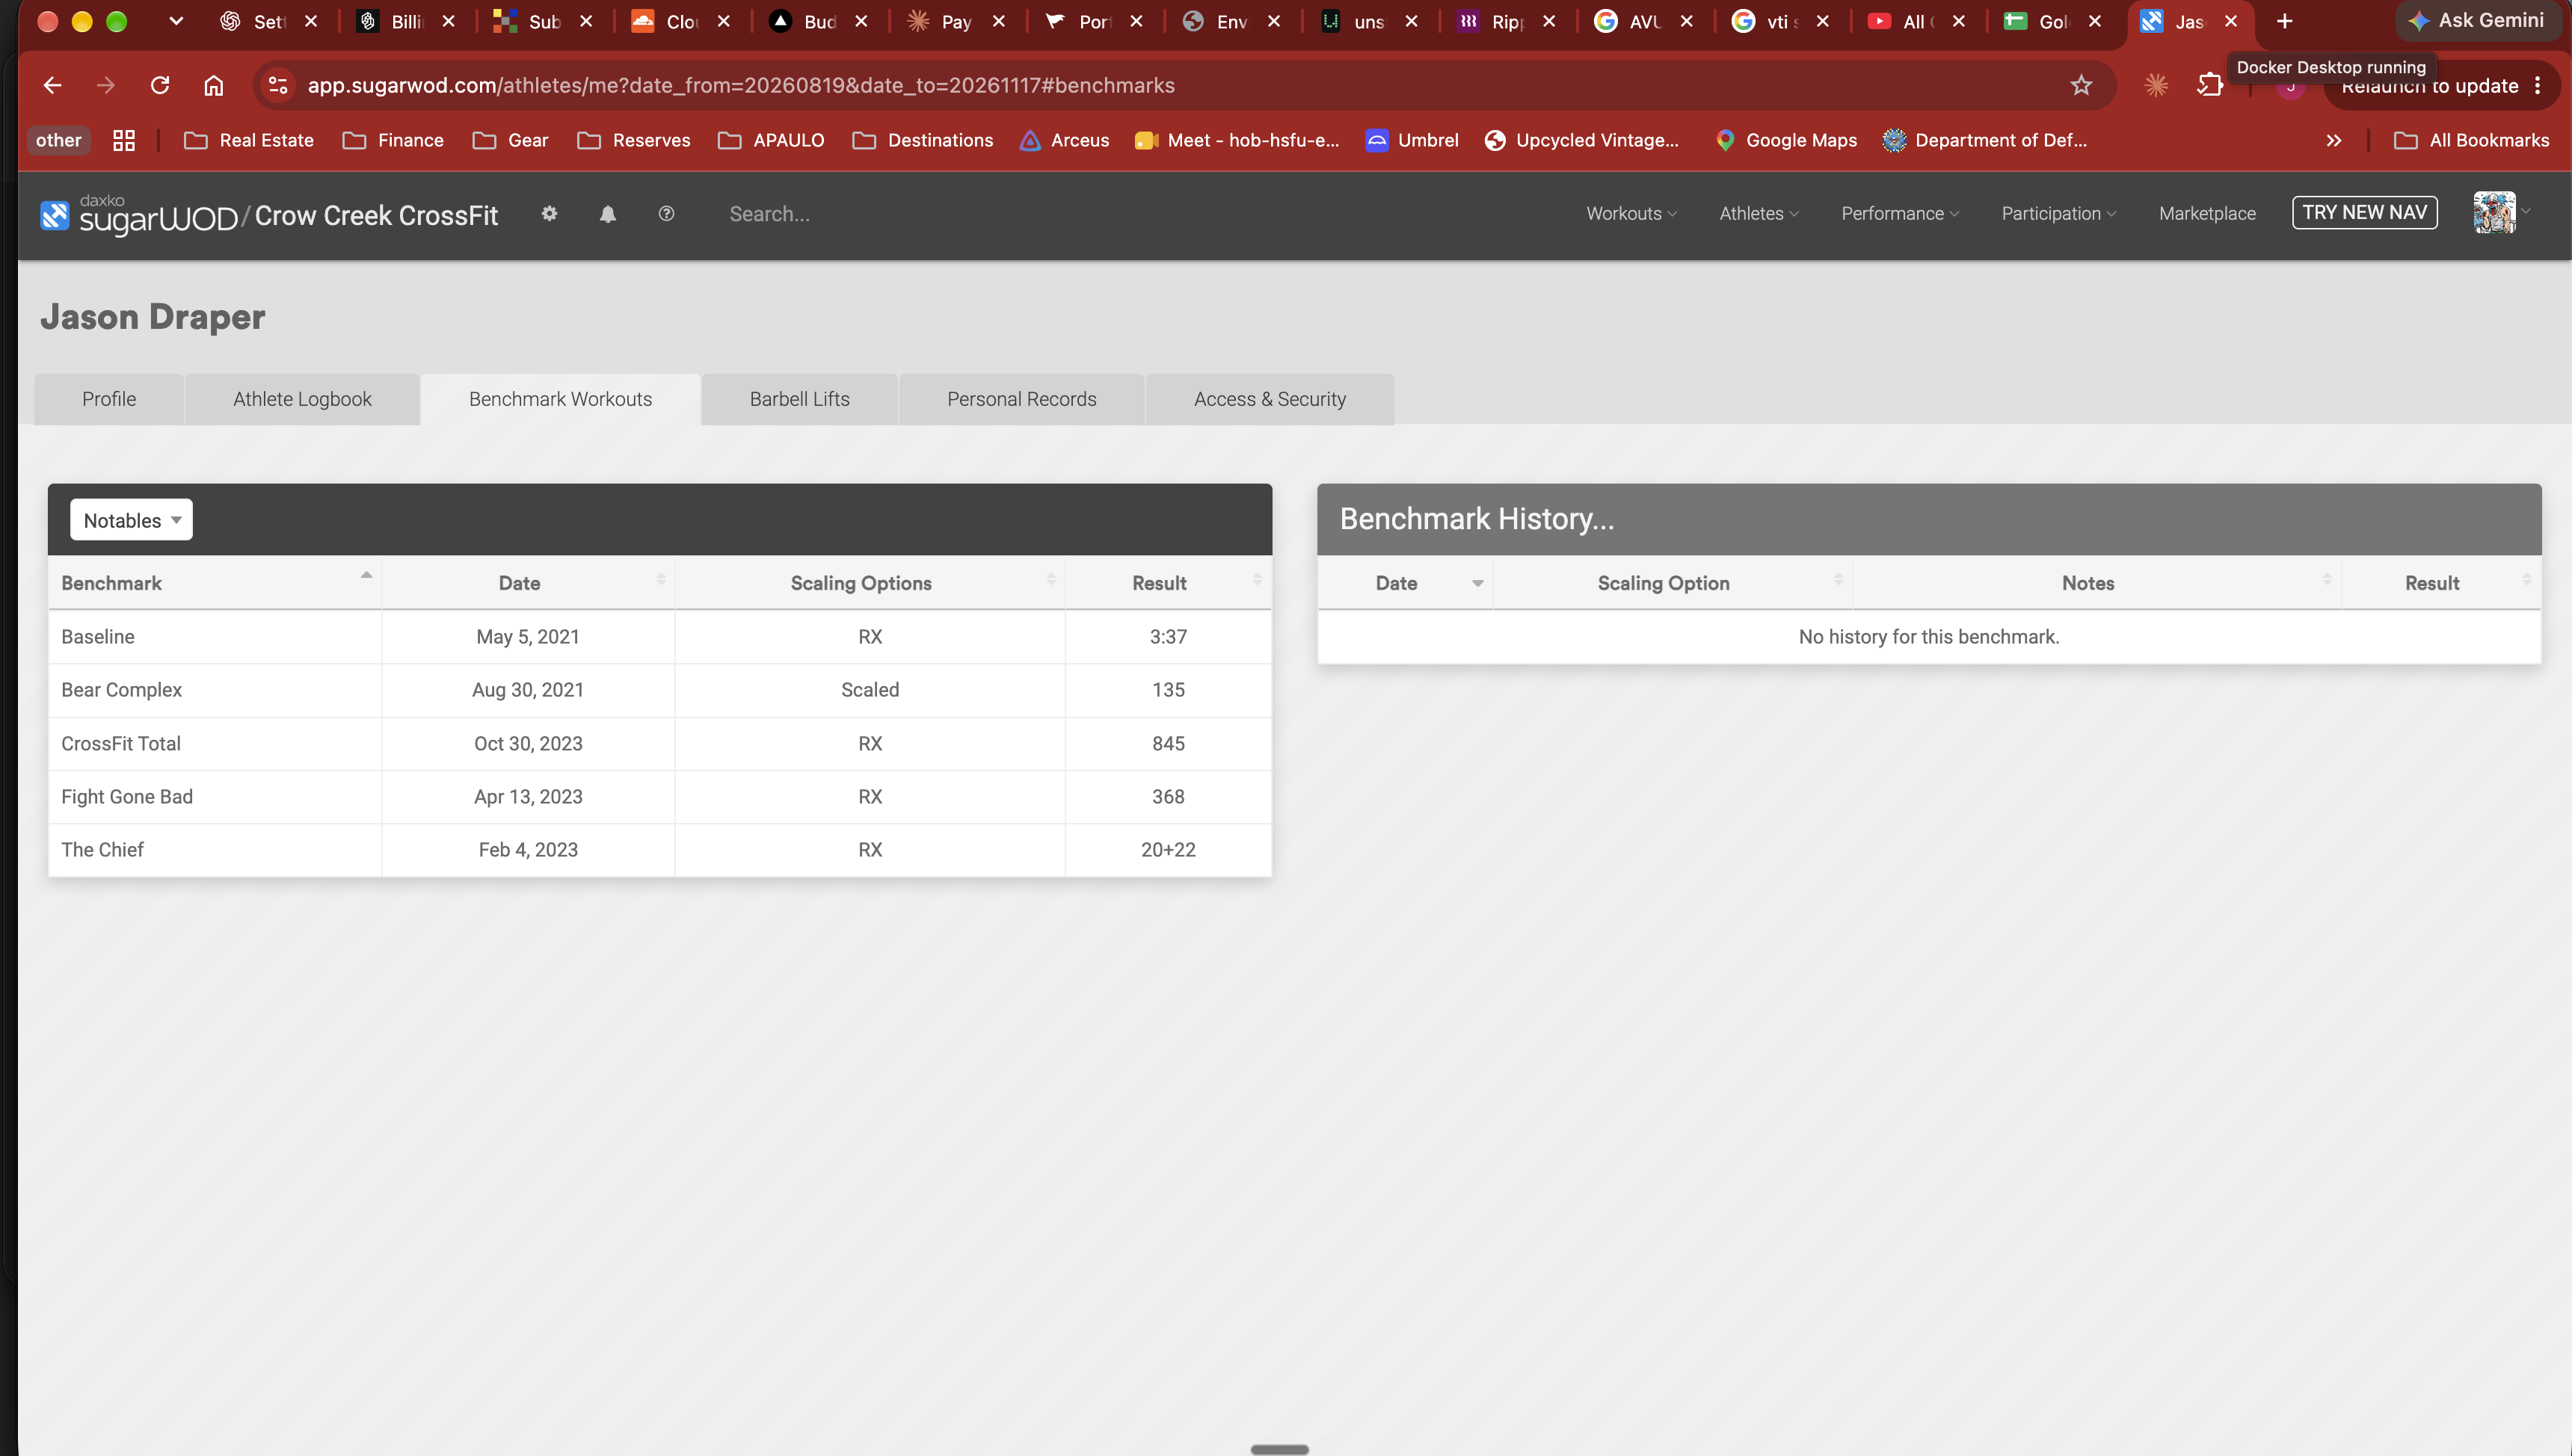 Sett
Billi
Sub
Clou
Bud
Pay
Port
Env
uns
Ripp
AVU
vti s
All
Gol
Jas
Ask Gemini
app.sugarwod.com/athletes/me?date_from=20260819&date_to=20261117#benchmarks
Docker Desktop running
J
Relaunch to update
other
Real Estate
Finance
Gear
Reserves
APAULO
Destinations
Arceus
Meet - hob-hsfu-e...
Umbrel
Upcycled Vintage...
Google Maps
Department of Def...
All Bookmarks
daxko
sugarWOD / Crow Creek CrossFit
Search...
Workouts
Athletes
Performance
Participation
Marketplace
TRY NEW NAV
Jason Draper
Profile
Athlete Logbook
Benchmark Workouts
Barbell Lifts
Personal Records
Access & Security
Notables
Benchmark Date Scaling Options Result
Baseline May 5, 2021 RX 3:37
Bear Complex Aug 30, 2021 Scaled 135
CrossFit Total Oct 30, 2023 RX 845
Fight Gone Bad Apr 13, 2023 RX 368
The Chief Feb 4, 2023 RX 20+22
Benchmark History...
Date Scaling Option Notes Result
No history for this benchmark.